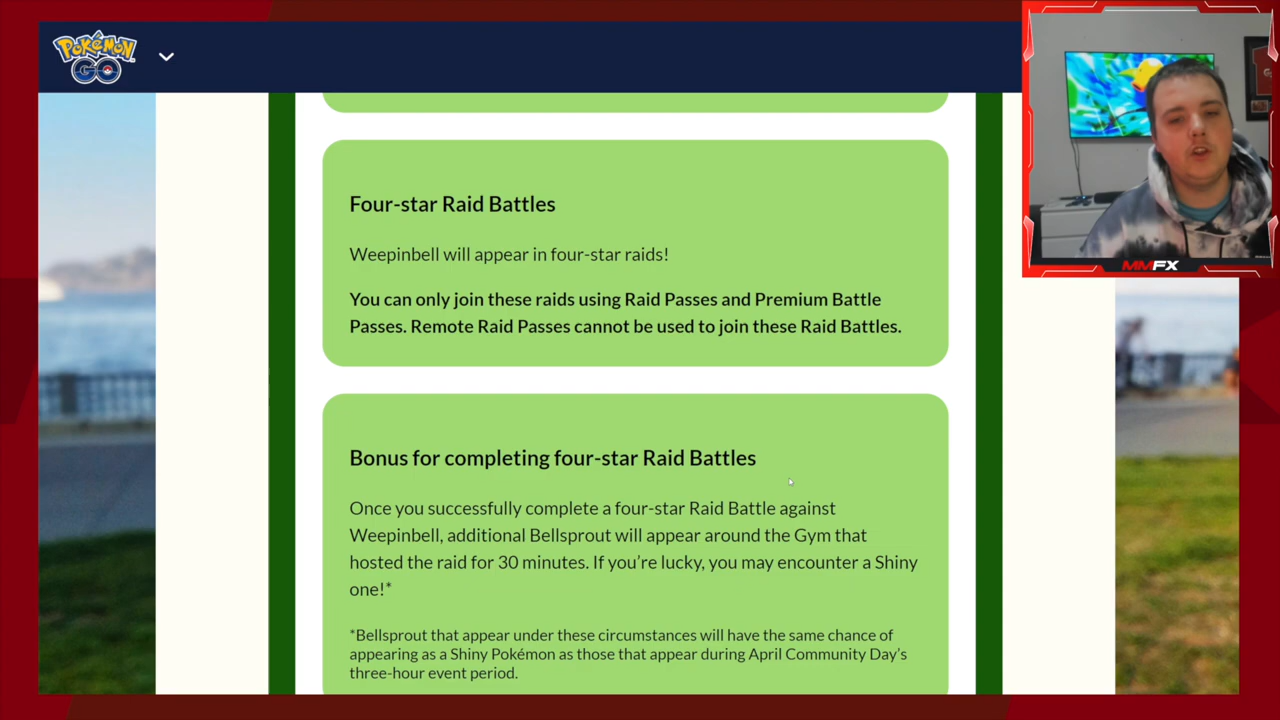 POKÉMON
GO
Four-star Raid Battles
Weepinbell will appear in four-star raids!
You can only join these raids using Raid Passes and Premium Battle
Passes. Remote Raid Passes cannot be used to join these Raid Battles.
Bonus for completing four-star Raid Battles
Once you successfully complete a four-star Raid Battle against
Weepinbell, additional Bellsprout will appear around the Gym that
hosted the raid for 30 minutes. If you’re lucky, you may encounter a Shiny
one!*
*Bellsprout that appear under these circumstances will have the same chance of
appearing as a Shiny Pokémon as those that appear during April Community Day’s
three-hour event period.
MMFX